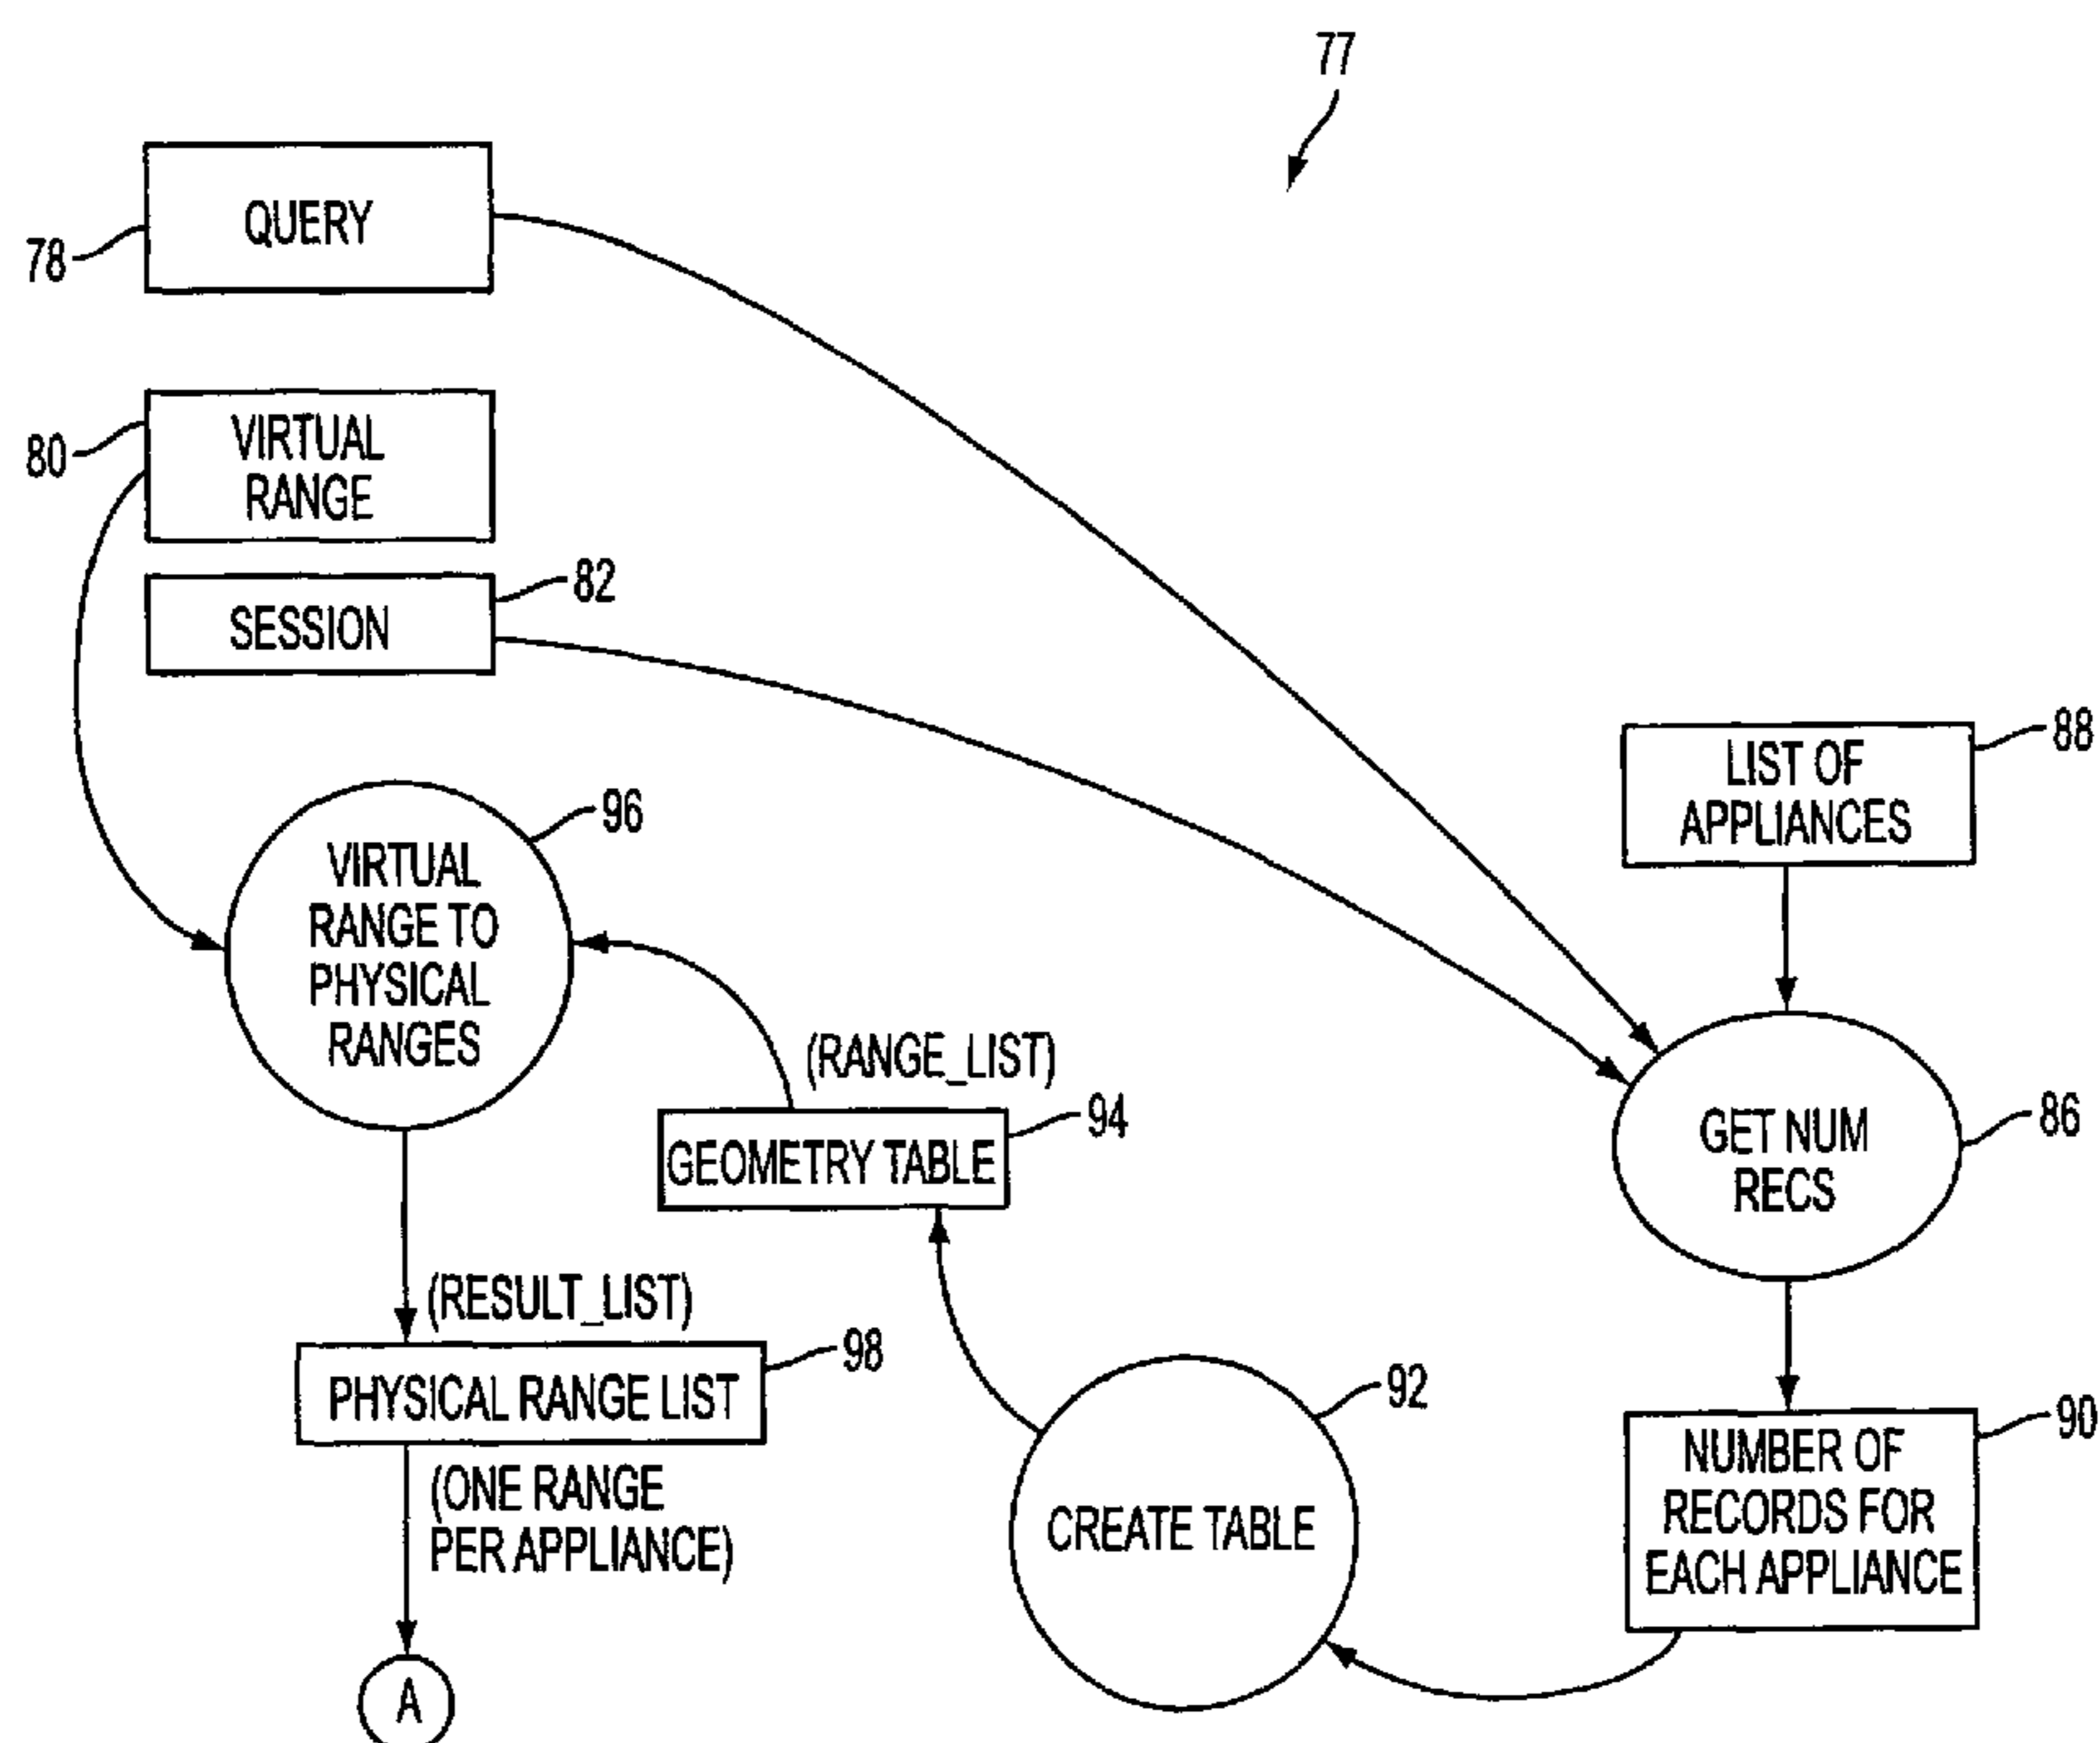 77
QUERY
78
80
VIRTUAL
RANGE
82
SESSION
88
LIST OF
APPLIANCES
96
VIRTUAL
RANGE TO
PHYSICAL
RANGES
(RANGE_LIST)
94
GEOMETRY TABLE
86
GET NUM
RECS
(RESULT_LIST)
98
PHYSICAL RANGE LIST
92
CREATE TABLE
90
NUMBER OF
RECORDS FOR
EACH APPLIANCE
(ONE RANGE
PER APPLIANCE)
A